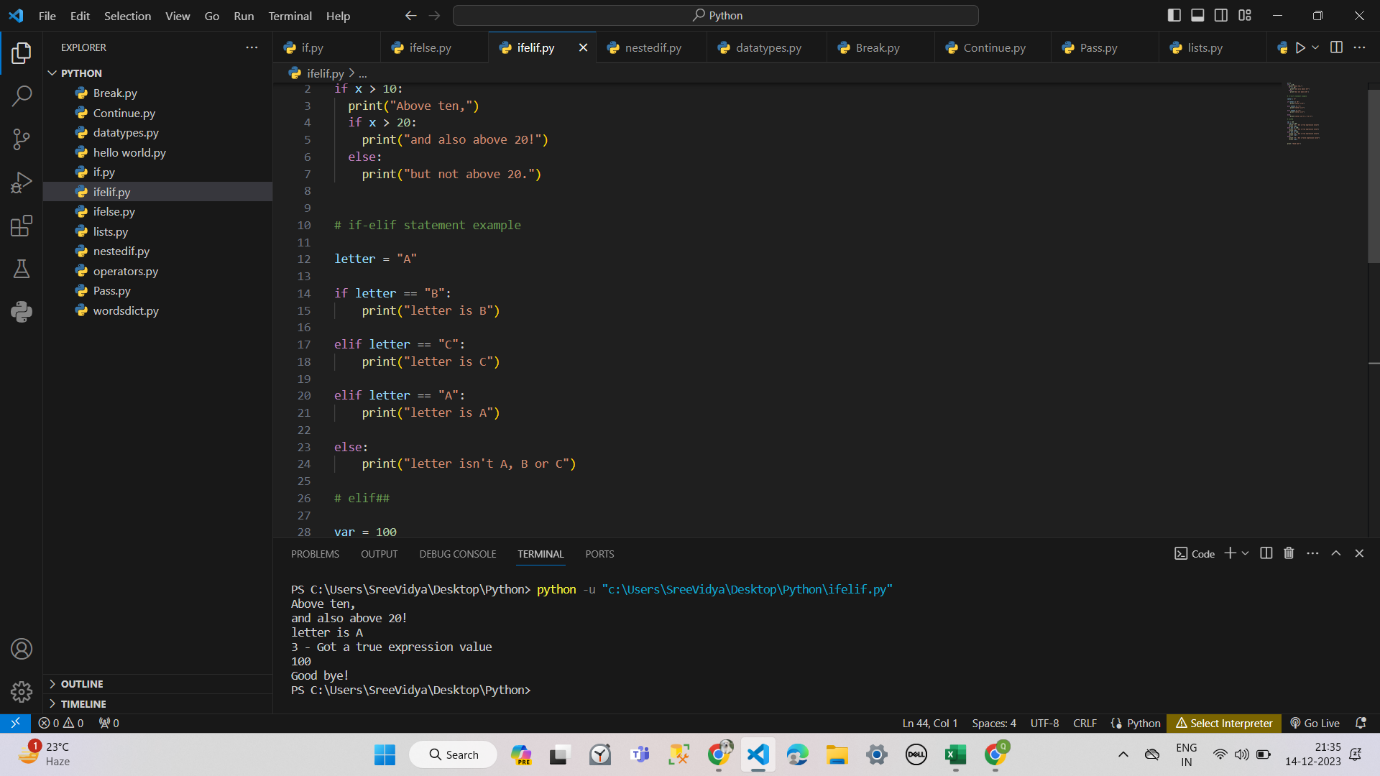 File Edit Selection View Go Run Terminal Help
Python
EXPLORER
PYTHON
Break.py
Continue.py
datatypes.py
hello world.py
if.py
ifelif.py
ifelse.py
lists.py
nestedif.py
operators.py
Pass.py
wordsdict.py
OUTLINE
TIMELINE
if.py ifelse.py ifelif.py nestedif.py datatypes.py Break.py Continue.py Pass.py lists.py
ifelif.py > ...
2 if x > 10:
3 print("Above ten,")
4 if x > 20:
5 print("and also above 20!")
6 else:
7 print("but not above 20.")
8
9
10 # if-elif statement example
11
12 letter = "A"
13
14 if letter == "B":
15 print("letter is B")
16
17 elif letter == "C":
18 print("letter is C")
19
20 elif letter == "A":
21 print("letter is A")
22
23 else:
24 print("letter isn't A, B or C")
25
26 # elif##
27
28 var = 100
PROBLEMS OUTPUT DEBUG CONSOLE TERMINAL PORTS
Code
PS C:\Users\SreeVidya\Desktop\Python> python -u "c:\Users\SreeVidya\Desktop\Python\ifelif.py"
Above ten,
and also above 20!
letter is A
3 - Got a true expression value
100
Good bye!
PS C:\Users\SreeVidya\Desktop\Python>
0 0 0
Ln 44, Col 1 Spaces: 4 UTF-8 CRLF Python Select Interpreter Go Live
1 23°C
Haze
Search
PRE
DELL
Q
ENG
IN
21:35
14-12-2023